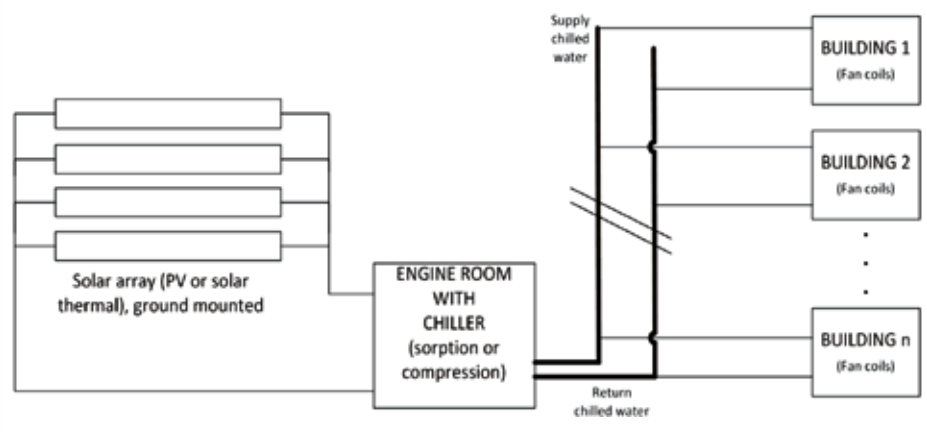 Supply
chilled
water
BUILDING 1
(Fan coils)
BUILDING 2
(Fan coils)
Solar array (PV or solar
thermal), ground mounted
ENGINE ROOM
WITH
CHILLER
(sorption or
compression)
BUILDING n
(Fan coils)
Return
chilled water